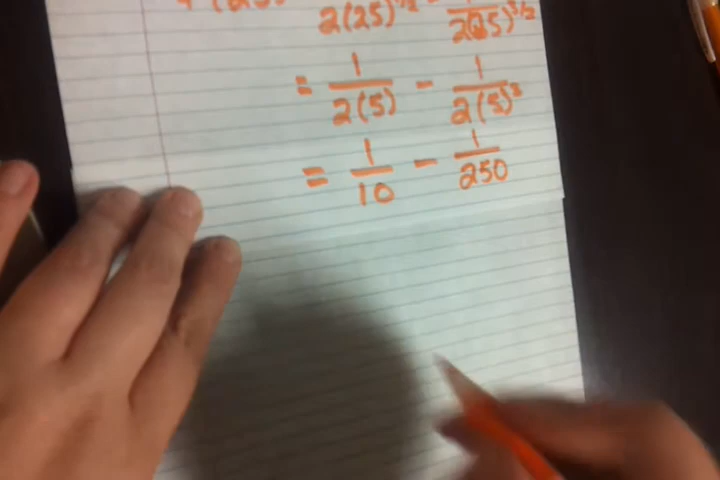 2(25)^1/2 - 1/2(25)^3/2
= 1/2(5) - 1/2(5)^3
= 1/10 - 1/250